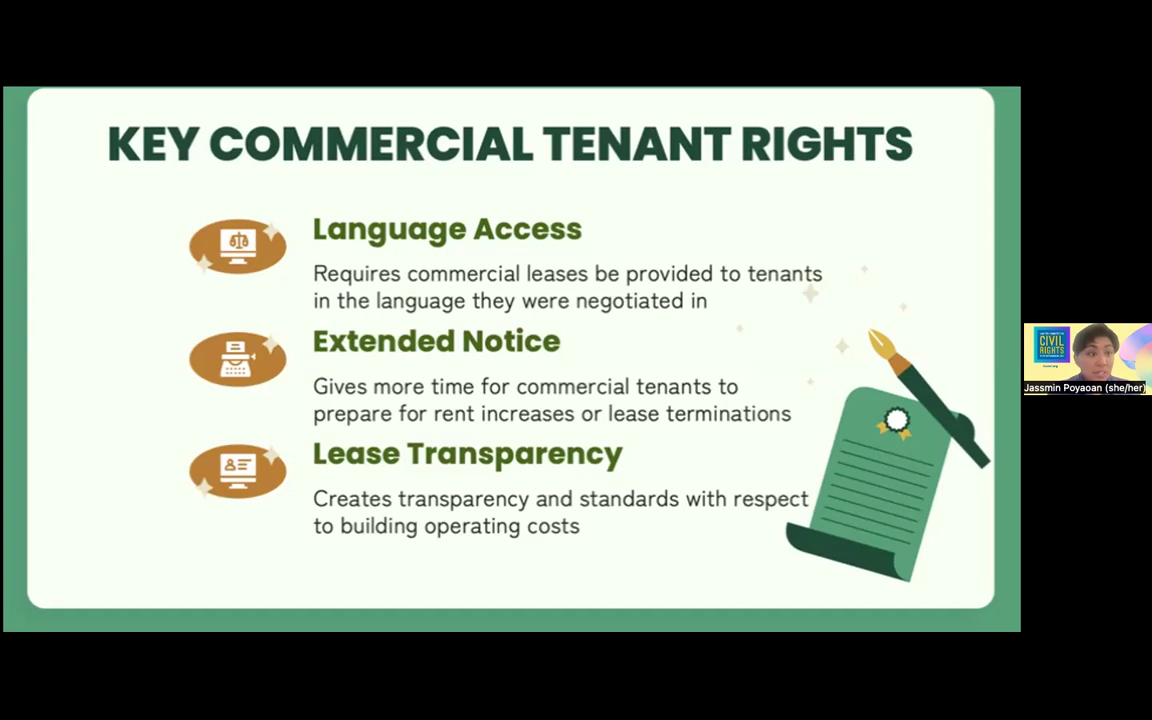 KEY COMMERCIAL TENANT RIGHTS
Language Access
Requires commercial leases be provided to tenants
in the language they were negotiated in
Extended Notice
Gives more time for commercial tenants to
prepare for rent increases or lease terminations
Lease Transparency
Creates transparency and standards with respect
to building operating costs
CIVIL
RIGHTS
Jassmin Poyaoan (she/her)